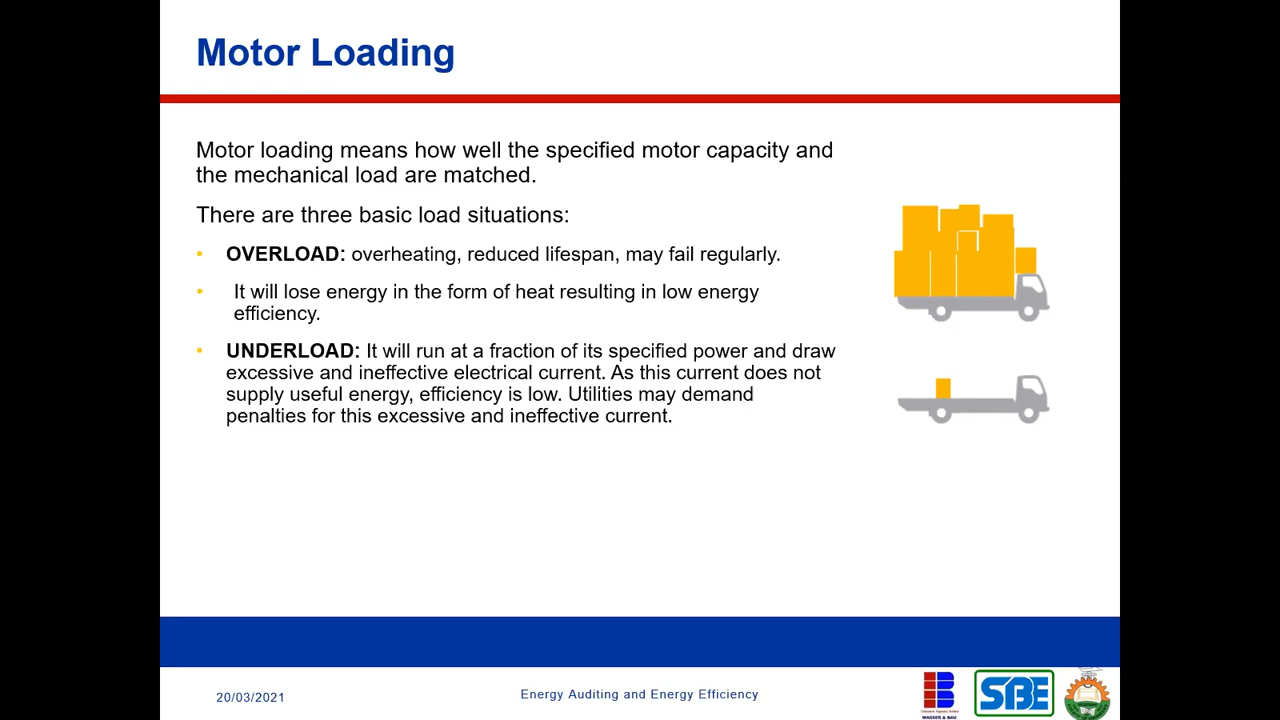 Motor Loading
Motor loading means how well the specified motor capacity and
the mechanical load are matched.
There are three basic load situations:
• OVERLOAD: overheating, reduced lifespan, may fail regularly.
• It will lose energy in the form of heat resulting in low energy
efficiency.
• UNDERLOAD: It will run at a fraction of its specified power and draw
excessive and ineffective electrical current. As this current does not
supply useful energy, efficiency is low. Utilities may demand
penalties for this excessive and ineffective current.
20/03/2021
Energy Auditing and Energy Efficiency
WASSER & BAU
SBE